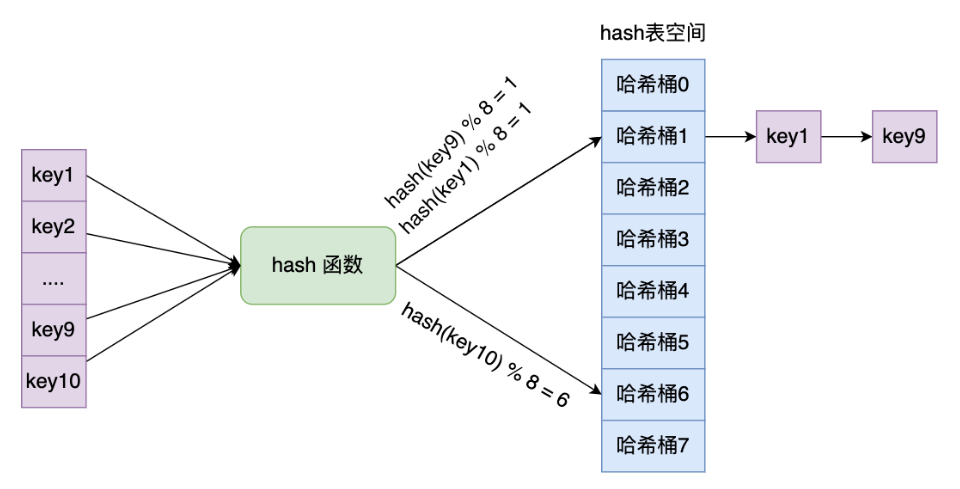 hash表空间
key1
key2
....
key9
key10
hash 函数
hash(key9) % 8 = 1
hash(key1) % 8 = 1
hash(key10) % 8 = 6
哈希桶0
哈希桶1
哈希桶2
哈希桶3
哈希桶4
哈希桶5
哈希桶6
哈希桶7
key1
key9